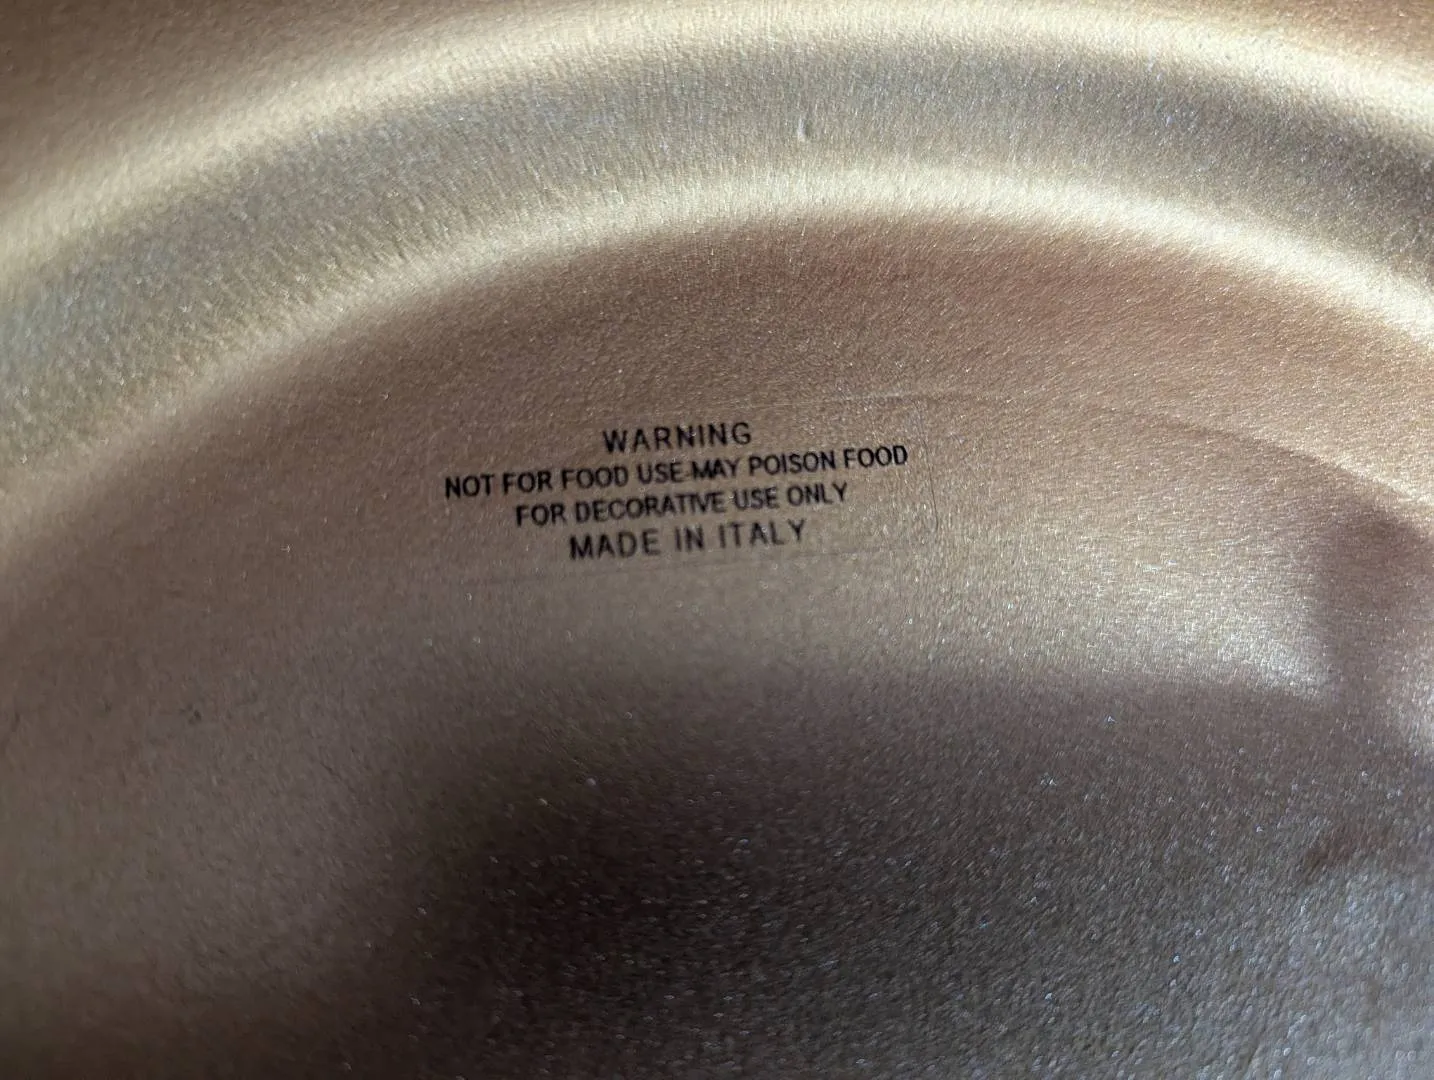 WARNING
NOT FOR FOOD USE-MAY POISON FOOD
FOR DECORATIVE USE ONLY
MADE IN ITALY